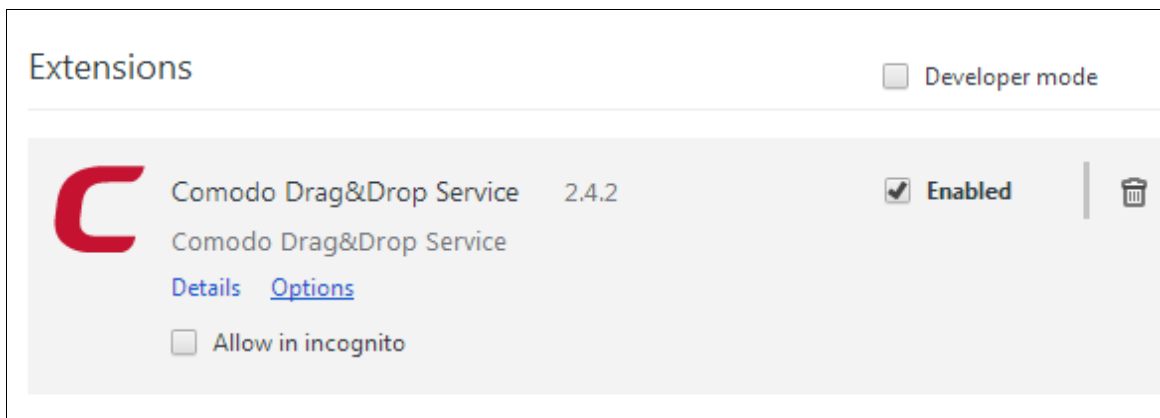 Extensions
Developer mode
Comodo Drag&Drop Service 2.4.2
Enabled
Comodo Drag&Drop Service
Details Options
Allow in incognito